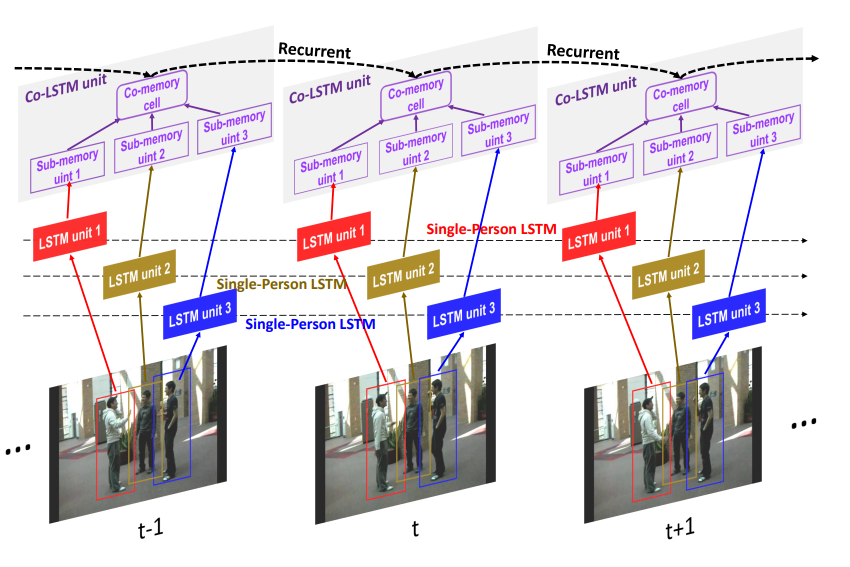 Recurrent
Recurrent
Co-LSTM unit
Co-memory
cell
Sub-memory
uint 1
Sub-memory
uint 2
Sub-memory
uint 3
Co-LSTM unit
Co-memory
cell
Sub-memory
unit 1
Sub-memory
uint 2
Sub-memory
unit 3
Co-LSTM unit
Co-memory
cell
Sub-memory
uint 1
Sub-memory
uint 2
Sub-memory
uint 3
LSTM unit 1
LSTM unit 1
Single-Person LSTM
LSTM unit 1
LSTM unit 2
Single-Person LSTM
LSTM unit 2
LSTM unit 2
LSTM unit 3
Single-Person LSTM
LSTM unit 3
LSTM unit 3
...
...
t-1
t
t+1